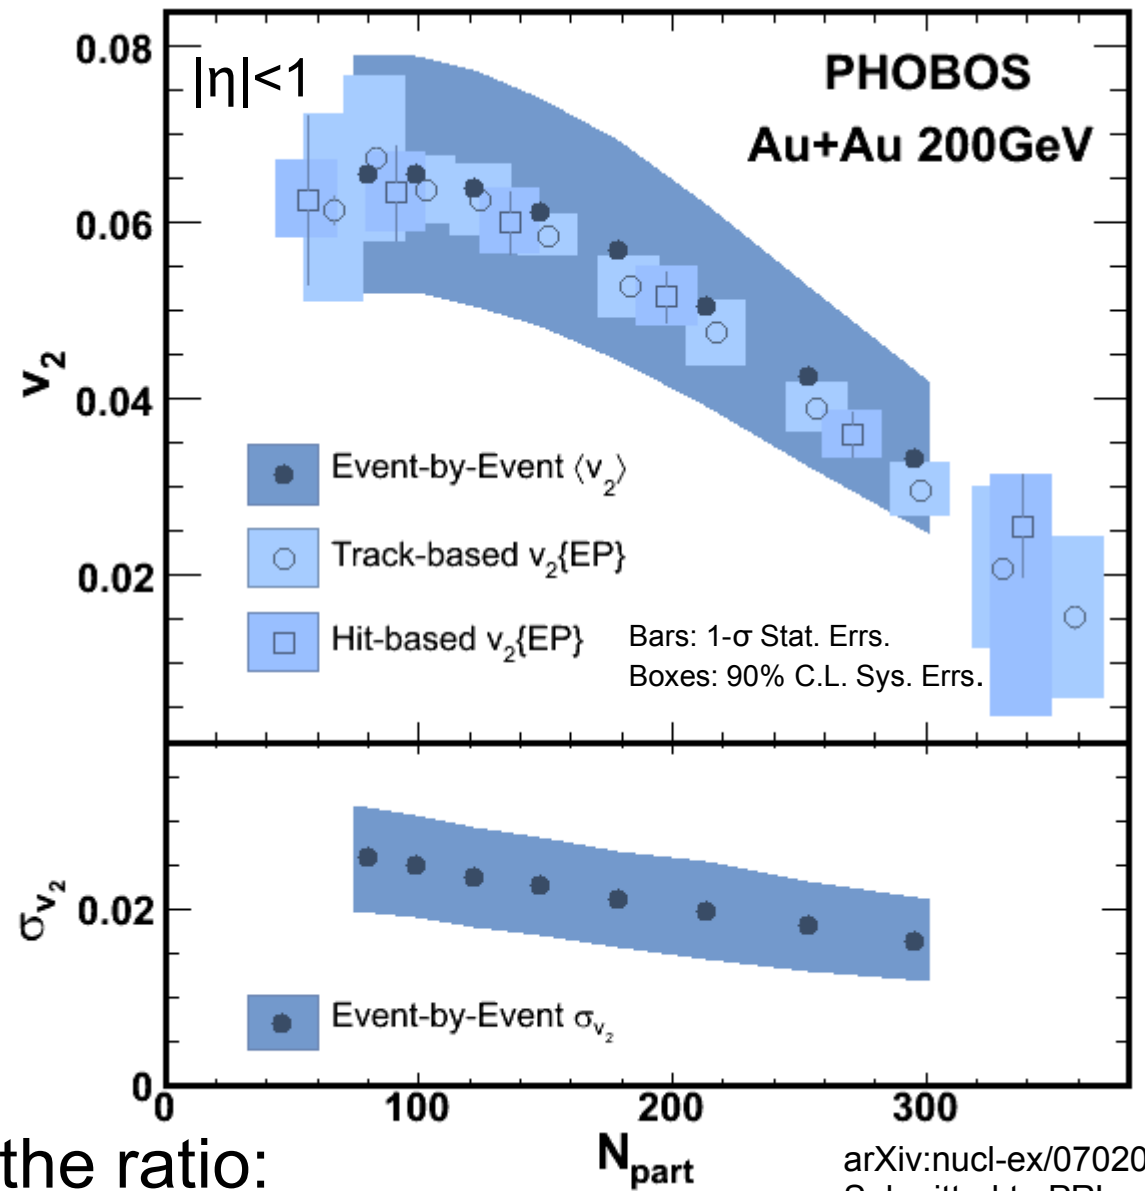 0.08
|η|<1
PHOBOS
Au+Au 200GeV
0.06
v2
0.04
Event-by-Event ⟨v2⟩
Track-based v2{EP}
0.02
Hit-based v2{EP}
Bars: 1-σ Stat. Errs.
Boxes: 90% C.L. Sys. Errs.
σv2
0.02
Event-by-Event σv2
0
0 100 200 300
Npart
the ratio:
arXiv:nucl-ex/07020